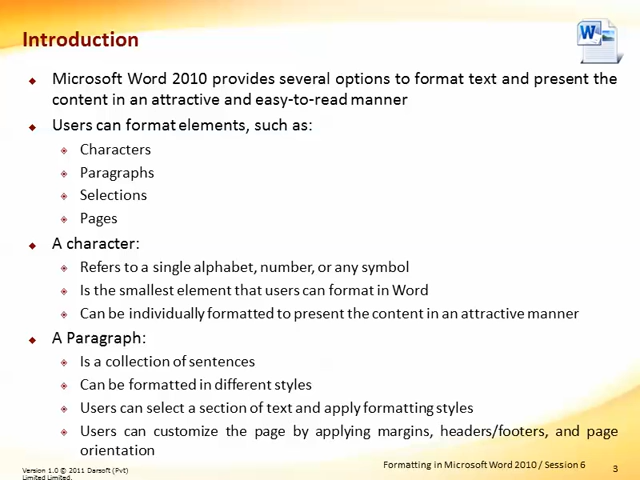 Introduction
Microsoft Word 2010 provides several options to format text and present the
content in an attractive and easy-to-read manner
Users can format elements, such as:
Characters
Paragraphs
Selections
Pages
A character:
Refers to a single alphabet, number, or any symbol
Is the smallest element that users can format in Word
Can be individually formatted to present the content in an attractive manner
A Paragraph:
Is a collection of sentences
Can be formatted in different styles
Users can select a section of text and apply formatting styles
Users can customize the page by applying margins, headers/footers, and page
orientation
Version 1.0 © 2011 Darsoft (Pvt)
Limited Limited.
Formatting in Microsoft Word 2010 / Session 6
3